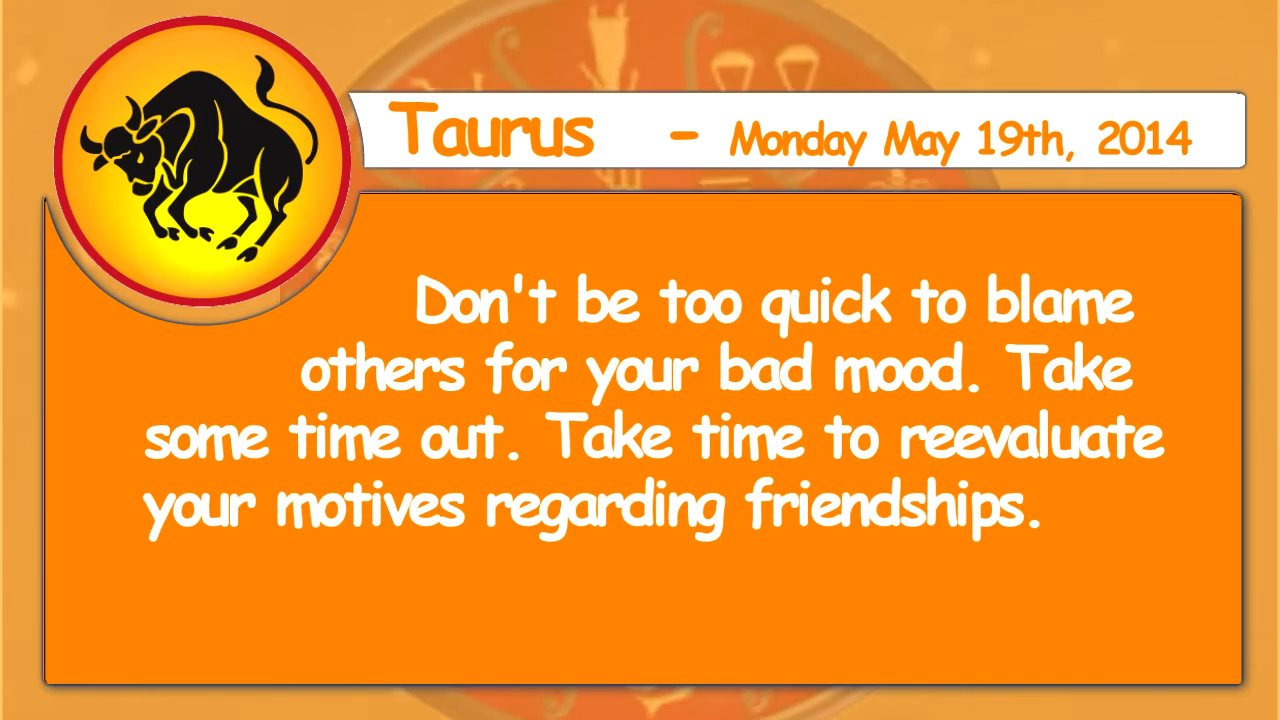 Taurus - Monday May 19th, 2014
Don't be too quick to blame
others for your bad mood. Take
some time out. Take time to reevaluate
your motives regarding friendships.